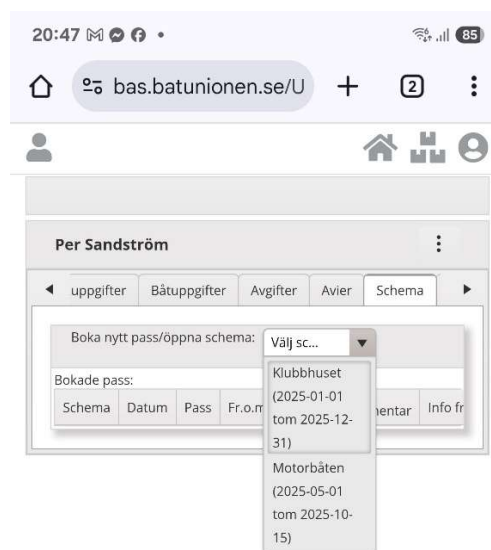 20:47
85
bas.batunionen.se/U
2
Per Sandström
uppgifter Båtuppgifter Avgifter Avier Schema
Boka nytt pass/öppna schema: Välj sc...
Klubbhuset
(2025-01-01
tom 2025-12-
31)
Motorbåten
(2025-05-01
tom 2025-10-
15)
Bokade pass:
Schema Datum Pass Fr.o.m entar Info fr